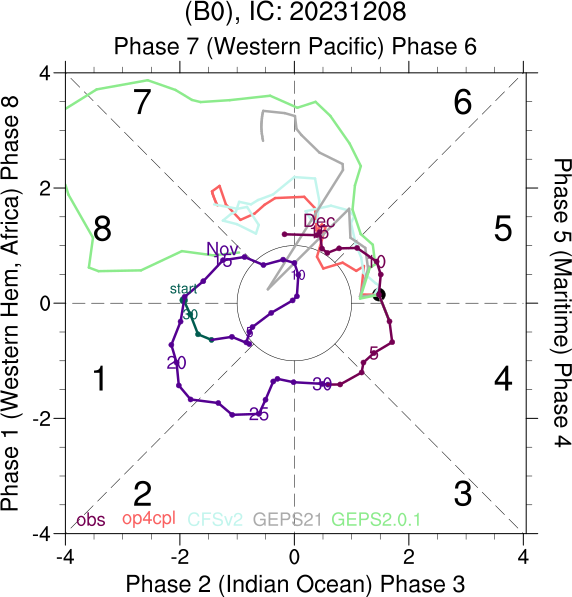 (B0), IC: 20231208
Phase 7 (Western Pacific) Phase 6
Phase 1 (Western Hem, Africa) Phase 8
Phase 5 (Maritime) Phase 4
4
2
0
-2
-4
7
6
8
5
1
4
2
3
Dec
Nov
15
10
10
start
30
5
5
20
25
30
obs op4cpl CFSv2 GEPS21 GEPS2.0.1
-4 -2 0 2 4
Phase 2 (Indian Ocean) Phase 3